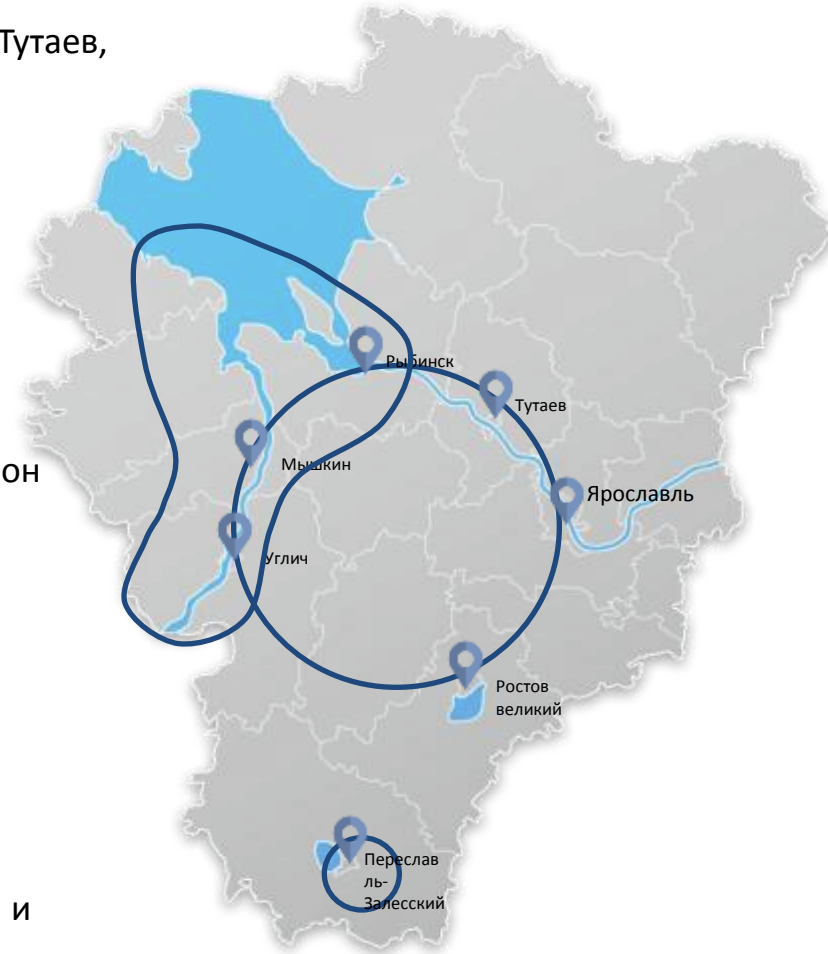 Тутаев,
Рыбинск
Тутаев
Мышкин
он
Ярославль
Углич
Ростов
великий
Переслав
ль-
Залесский
и